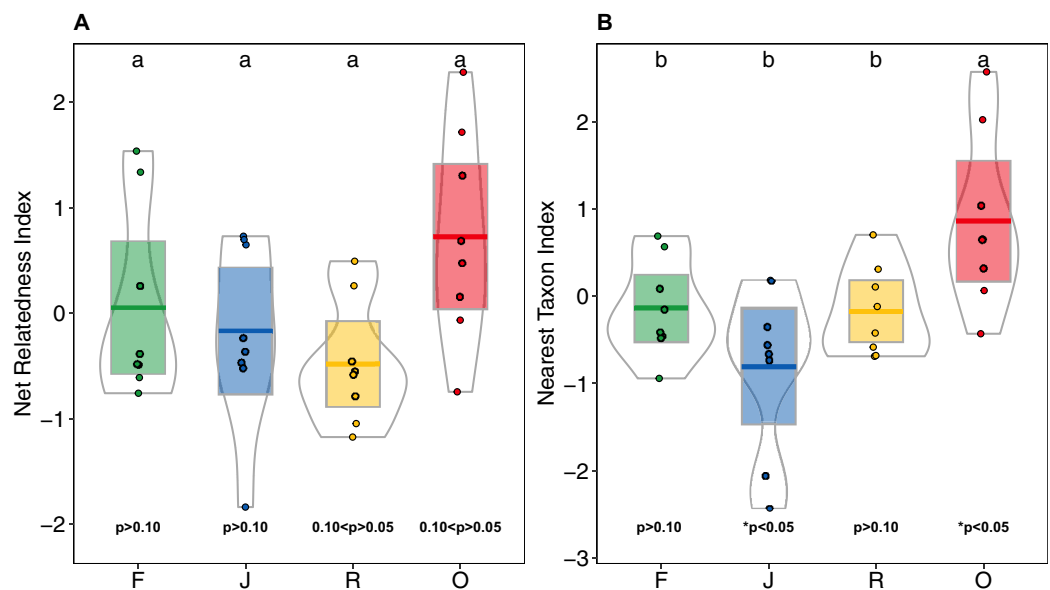 A
a a a a
Net Relatedness Index
2
1
0
−1
−2
p>0.10 p>0.10 0.10<p>0.05 0.10<p>0.05
F J R O
B
b b b a
Nearest Taxon Index
2
1
0
−1
−2
−3
p>0.10 *p<0.05 p>0.10 *p<0.05
F J R O